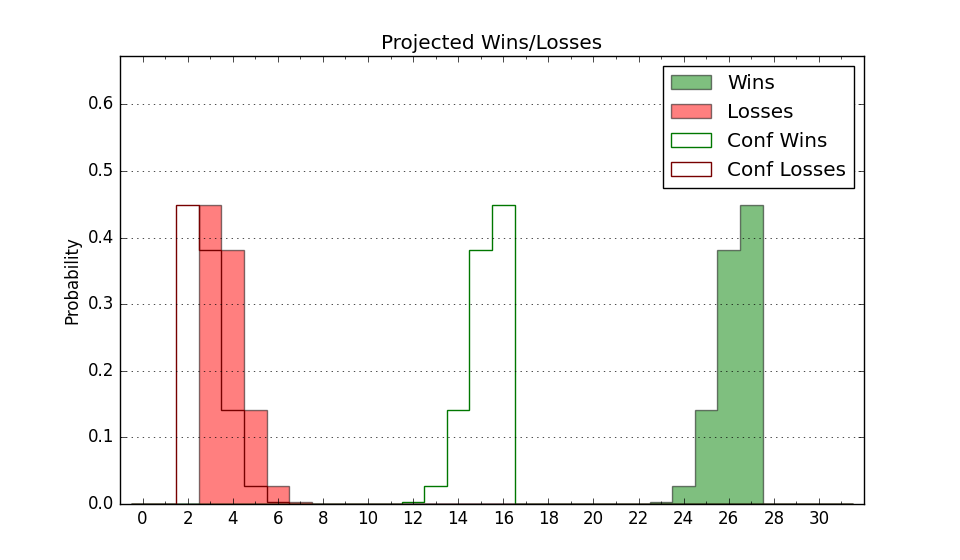 Projected Wins/Losses
Wins
Losses
Conf Wins
Conf Losses
Probability
0.6
0.5
0.4
0.3
0.2
0.1
0.0
0 2 4 6 8 10 12 14 16 18 20 22 24 26 28 30